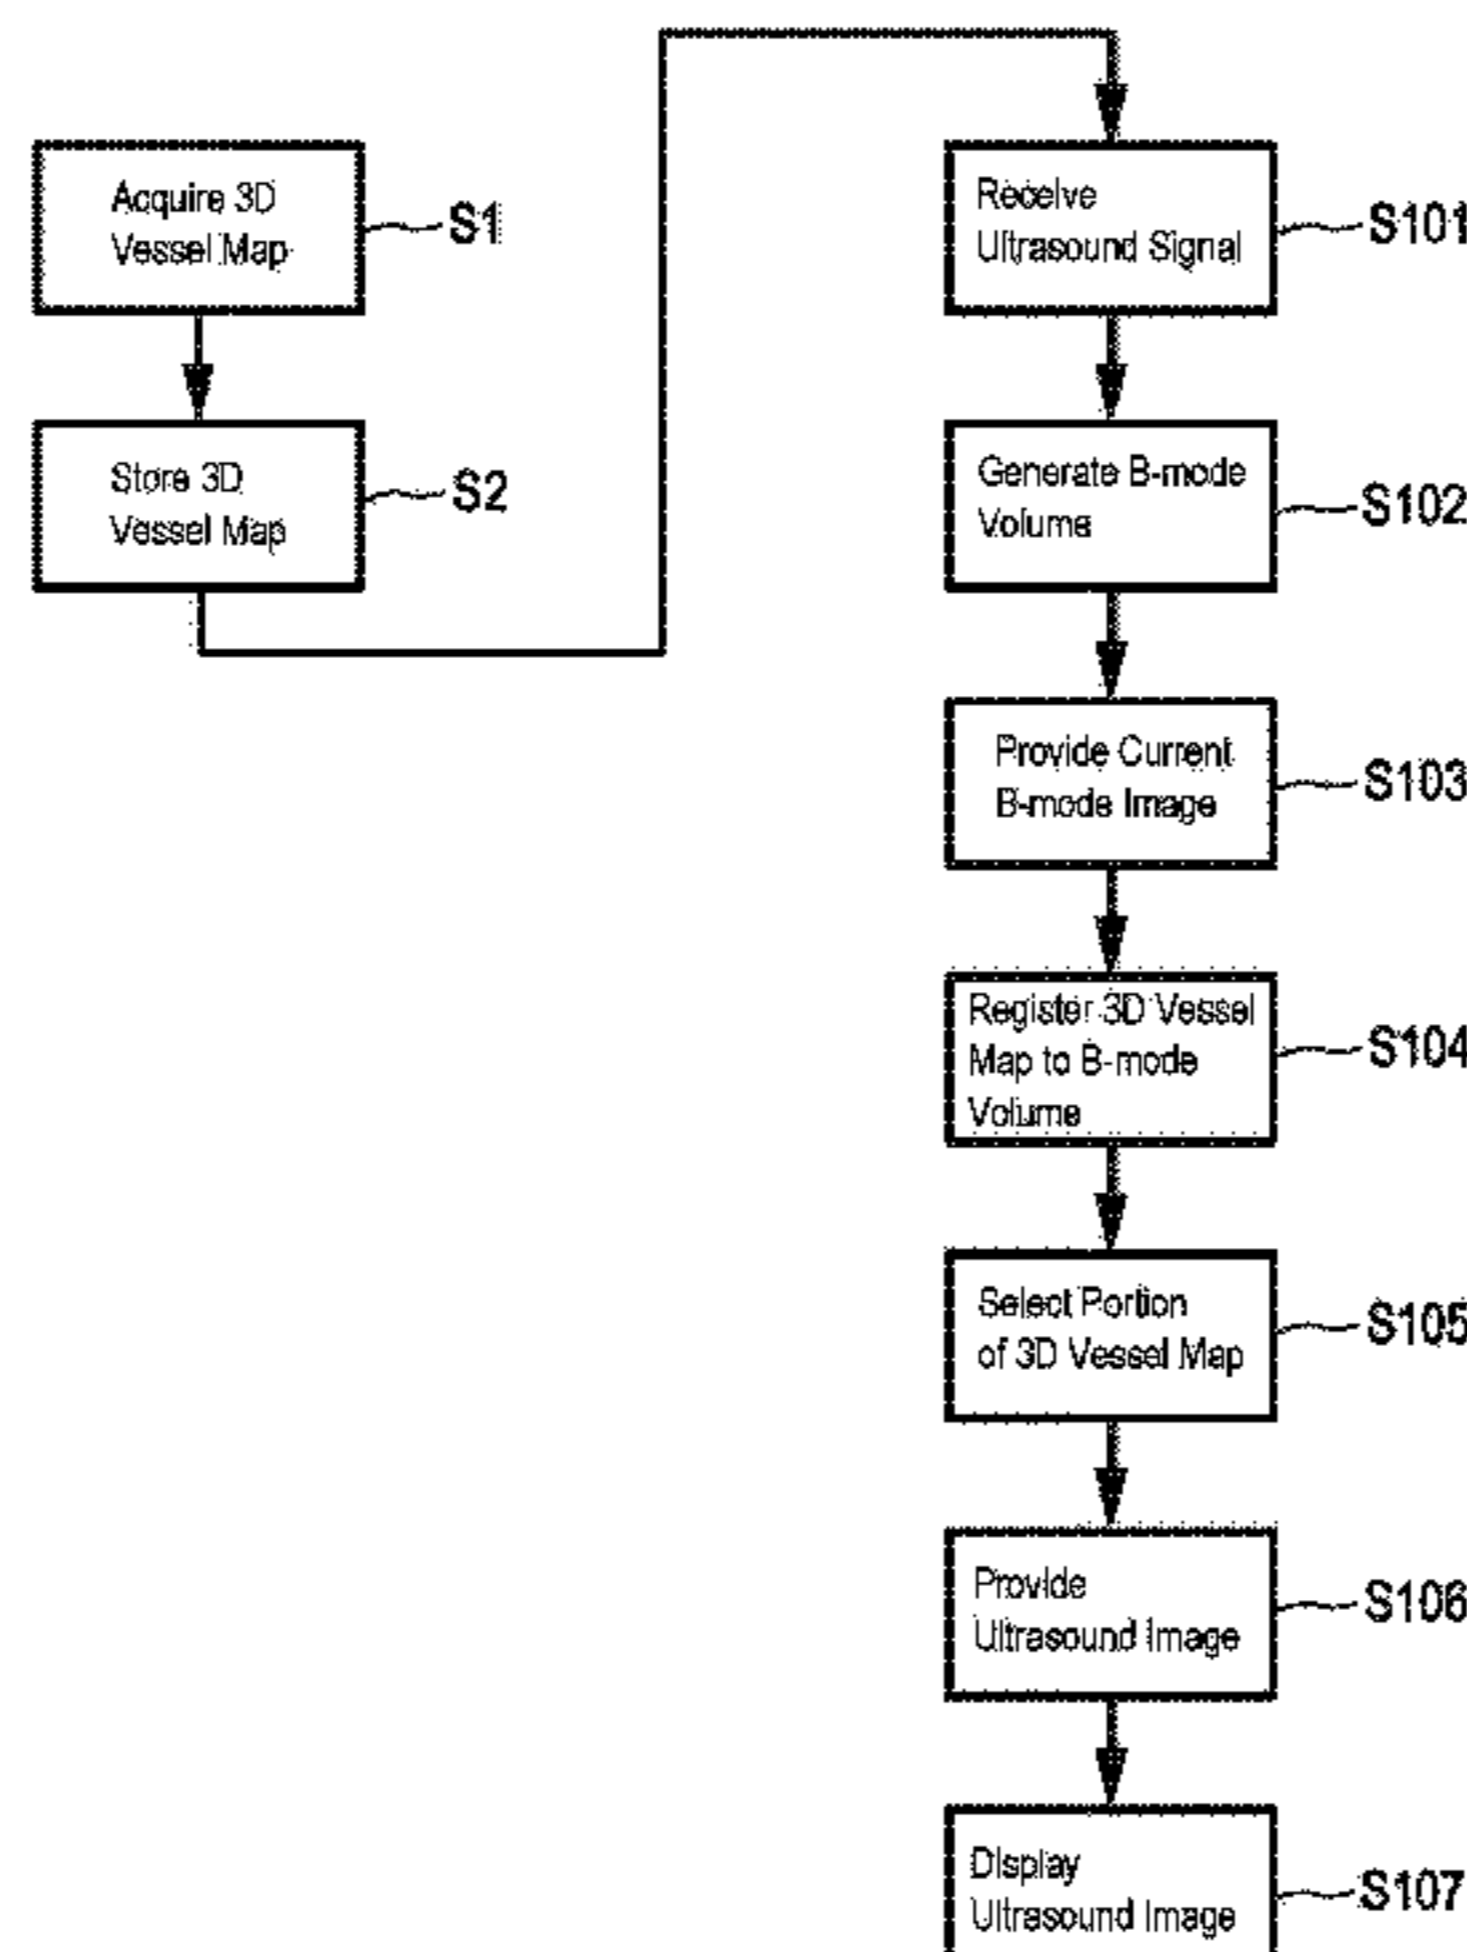 Acquire 3D
Vessel Map
S1
Store 3D
Vessel Map
S2
Receive
Ultrasound Signal
S101
Generate B-mode
Volume
S102
Provide Current
B-mode Image
S103
Register 3D Vessel
Map to B-mode
Volume
S104
Select Portion
of 3D Vessel Map
S105
Provide
Ultrasound Image
S106
Display
Ultrasound Image
S107